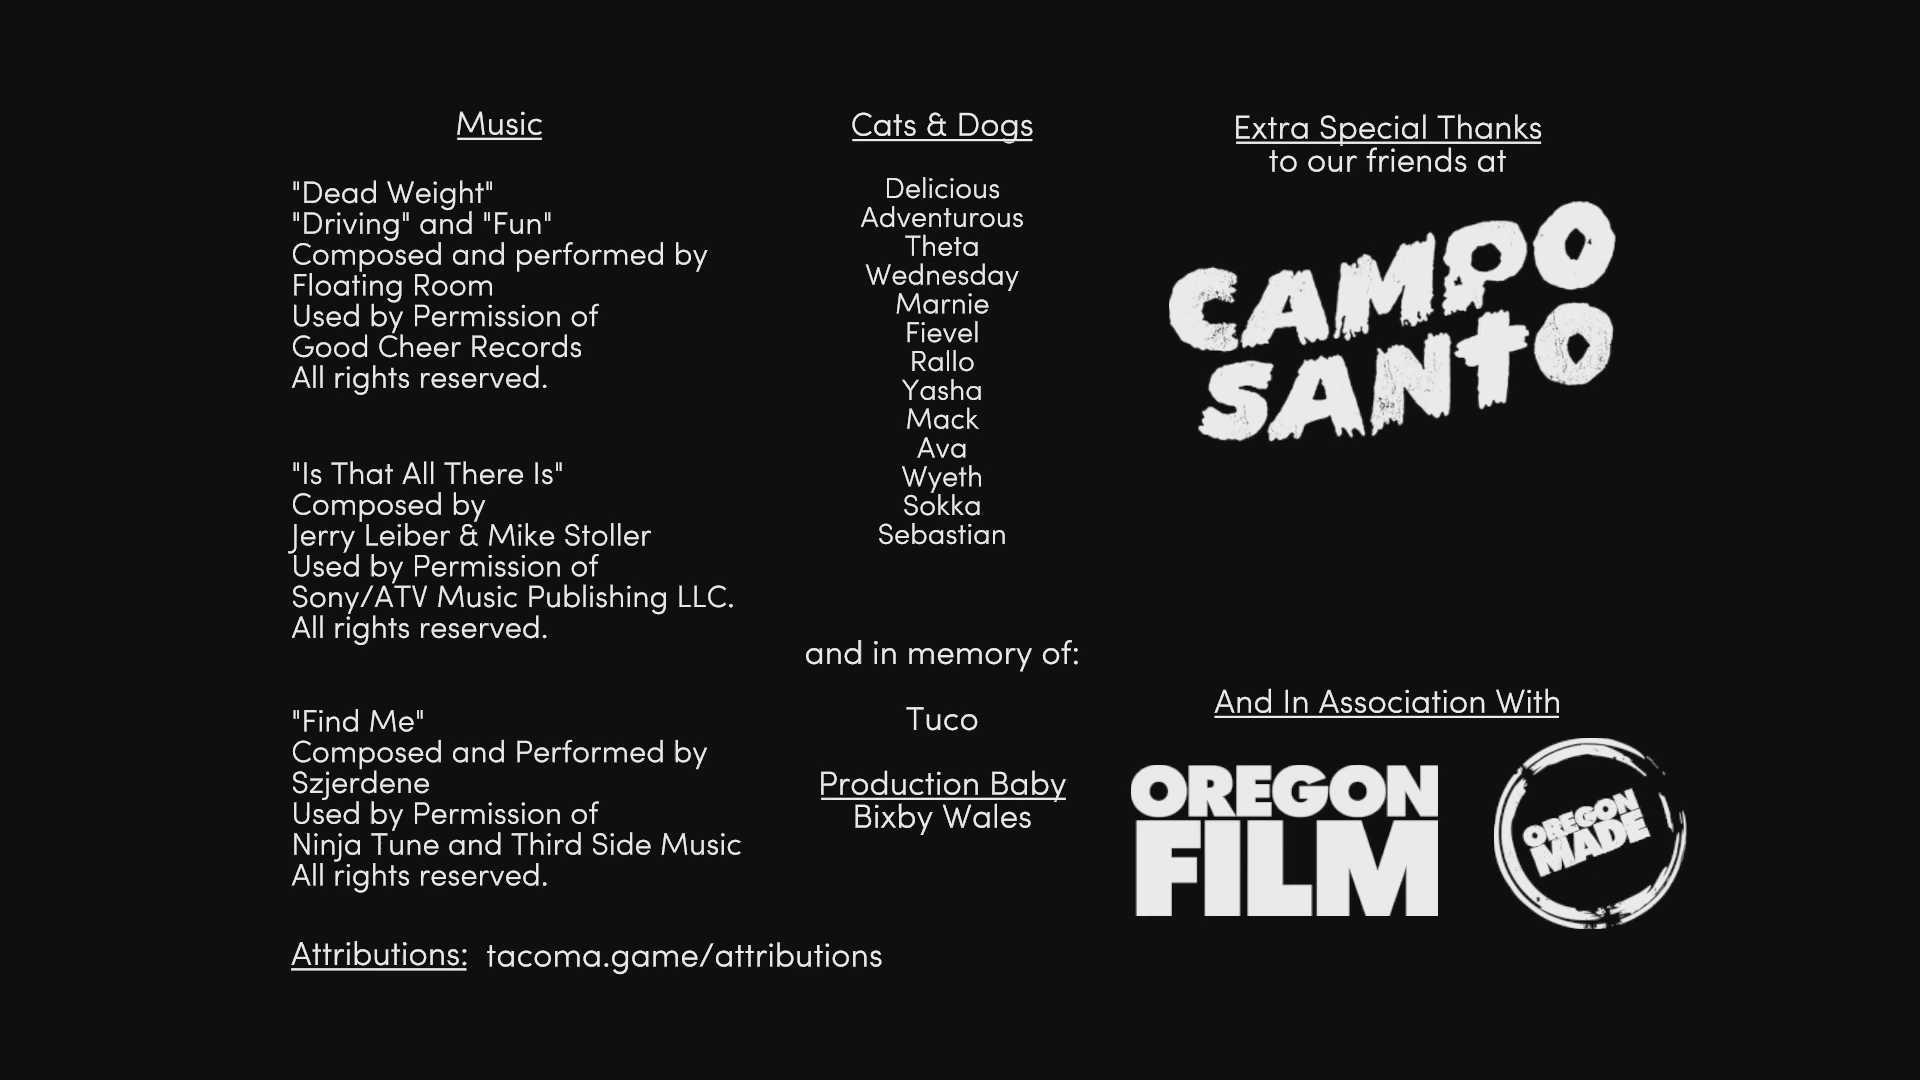 Music
"Dead Weight"
"Driving" and "Fun"
Composed and performed by
Floating Room
Used by Permission of
Good Cheer Records
All rights reserved.
"Is That All There Is"
Composed by
Jerry Leiber & Mike Stoller
Used by Permission of
Sony/ATV Music Publishing LLC.
All rights reserved.
"Find Me"
Composed and Performed by
Szjerdene
Used by Permission of
Ninja Tune and Third Side Music
All rights reserved.
Attributions: tacoma.game/attributions
Cats & Dogs
Delicious
Adventurous
Theta
Wednesday
Marnie
Fievel
Rallo
Yasha
Mack
Ava
Wyeth
Sokka
Sebastian
and in memory of:
Tuco
Production Baby
Bixby Wales
Extra Special Thanks
to our friends at
CAMPO
SANTO
And In Association With
OREGON
FILM
OREGON
MADE